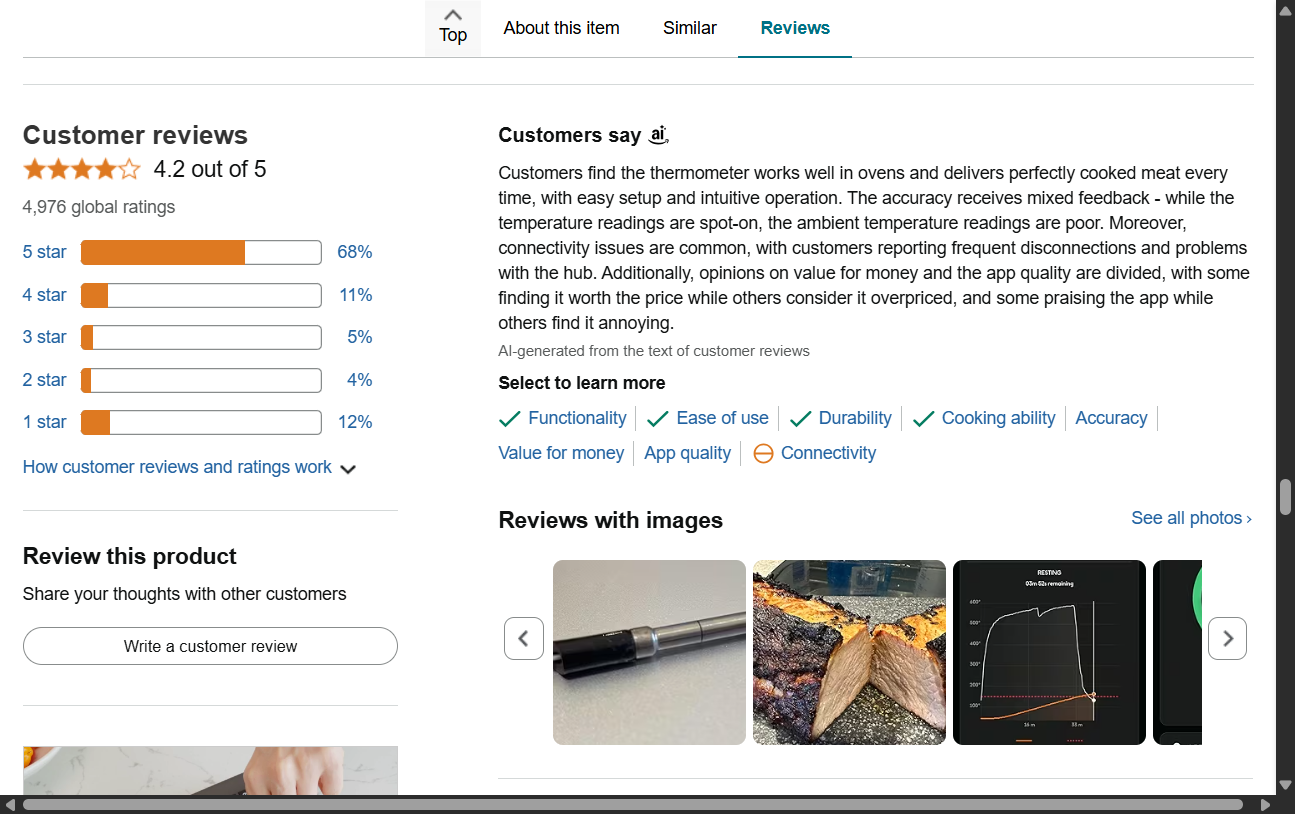 Top
About this item
Similar
Reviews
Customer reviews
4.2 out of 5
4,976 global ratings
5 star 68%
4 star 11%
3 star 5%
2 star 4%
1 star 12%
How customer reviews and ratings work
Review this product
Share your thoughts with other customers
Write a customer review
Customers say ai
Customers find the thermometer works well in ovens and delivers perfectly cooked meat every
time, with easy setup and intuitive operation. The accuracy receives mixed feedback - while the
temperature readings are spot-on, the ambient temperature readings are poor. Moreover,
connectivity issues are common, with customers reporting frequent disconnections and problems
with the hub. Additionally, opinions on value for money and the app quality are divided, with some
finding it worth the price while others consider it overpriced, and some praising the app while
others find it annoying.
AI-generated from the text of customer reviews
Select to learn more
Functionality Ease of use Durability Cooking ability Accuracy
Value for money App quality Connectivity
Reviews with images
See all photos ›
RESTING
03m 52s remaining
600°
500°
400°
300°
200°
100°
33 m